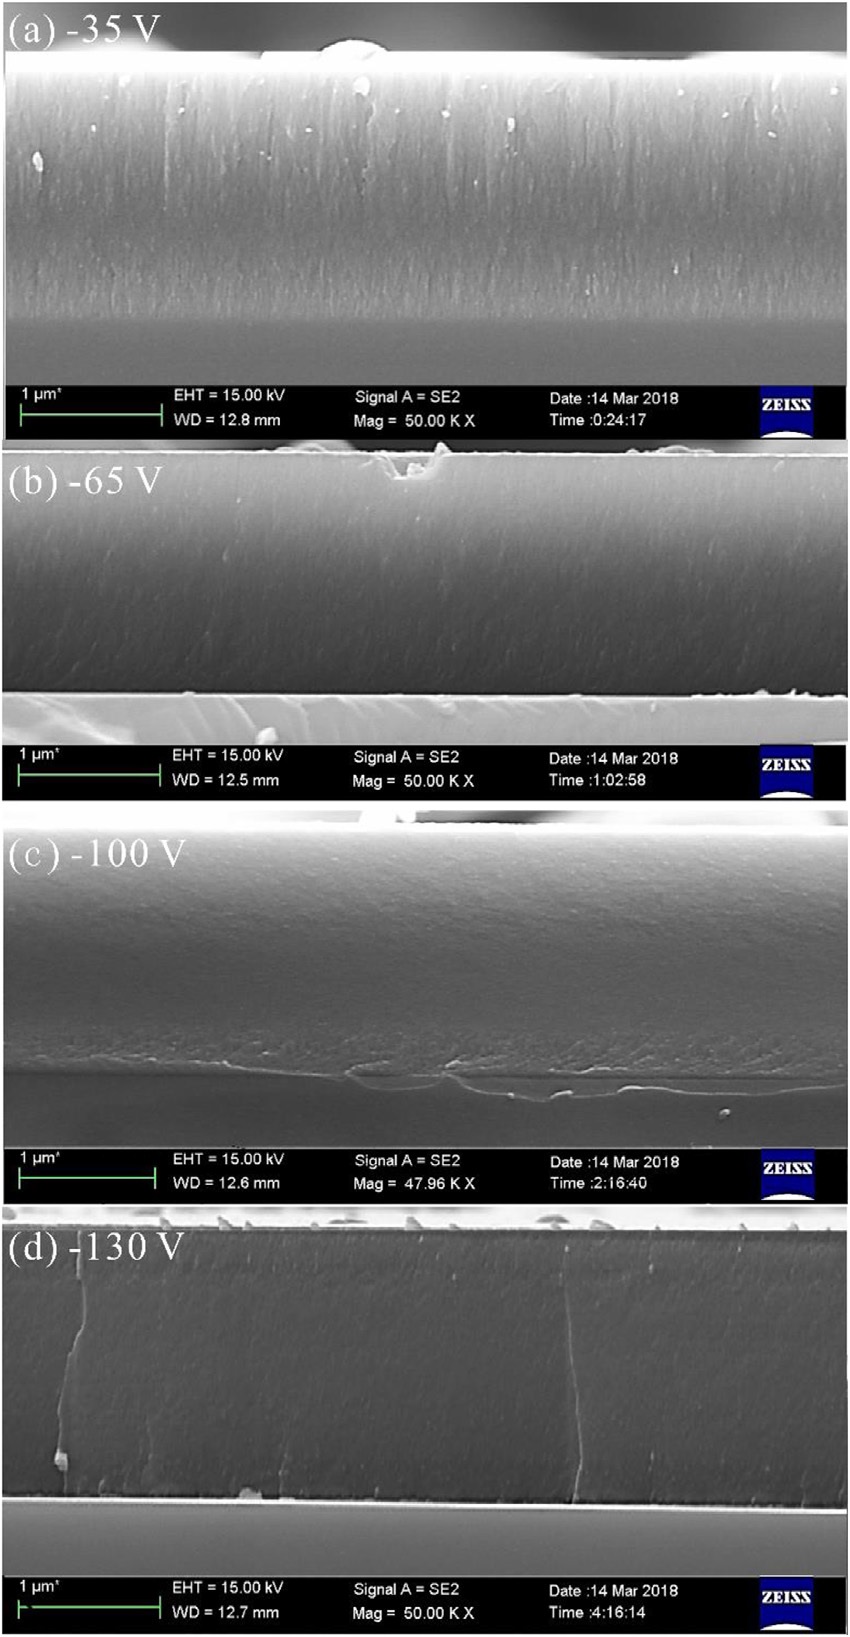 (a) -35 V
1 µm*
EHT = 15.00 kV
Signal A = SE2
Date :14 Mar 2018
ZEISS
WD = 12.8 mm
Mag = 50.00 K X
Time :0:24:17
(b) -65 V
1 µm*
EHT = 15.00 kV
Signal A = SE2
Date :14 Mar 2018
ZEISS
WD = 12.5 mm
Mag = 50.00 K X
Time :1:02:58
(c) -100 V
1 µm*
EHT = 15.00 kV
Signal A = SE2
Date :14 Mar 2018
ZEISS
WD = 12.6 mm
Mag = 47.96 K X
Time :2:16:40
(d) -130 V
1 µm*
EHT = 15.00 kV
Signal A = SE2
Date :14 Mar 2018
ZEISS
WD = 12.7 mm
Mag = 50.00 K X
Time :4:16:14